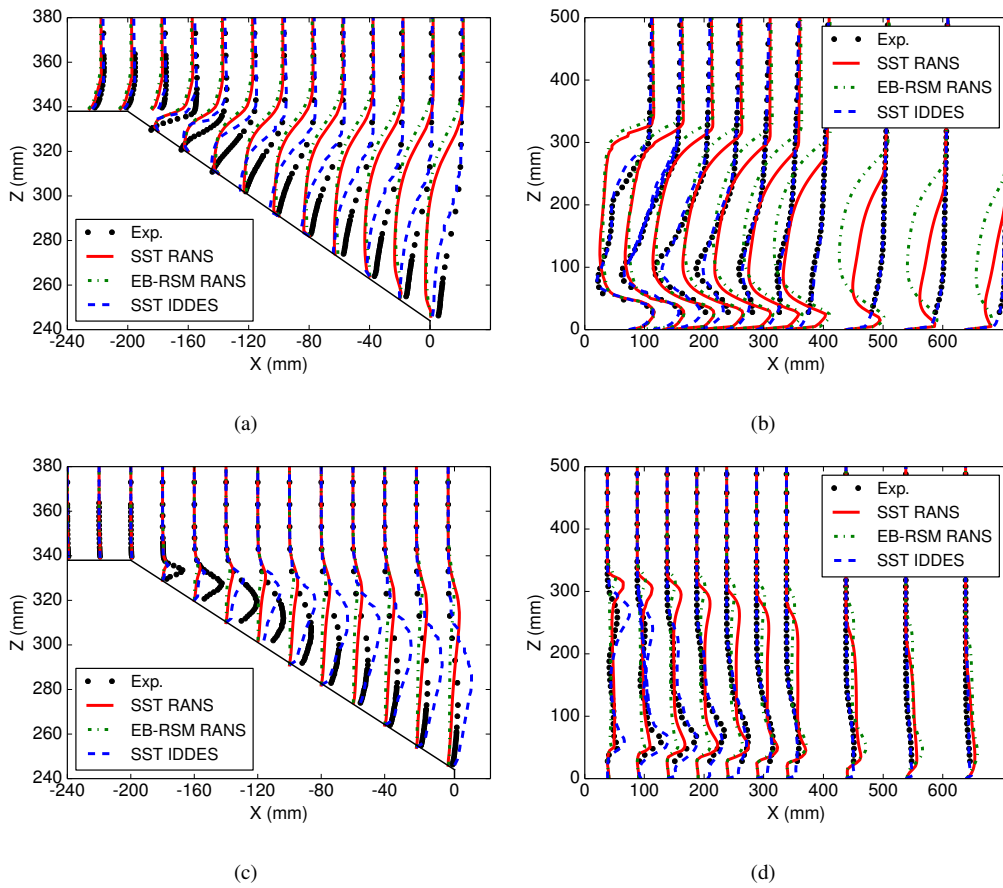 380
360
340
320
300
280
260
240
Z (mm)
Exp.
SST RANS
EB-RSM RANS
SST IDDES
-240 -200 -160 -120 -80 -40 0
X (mm)
(a)
500
400
300
200
100
0
Z (mm)
Exp.
SST RANS
EB-RSM RANS
SST IDDES
0 100 200 300 400 500 600
X (mm)
(b)
380
360
340
320
300
280
260
240
Z (mm)
Exp.
SST RANS
EB-RSM RANS
SST IDDES
-240 -200 -160 -120 -80 -40 0
X (mm)
(c)
500
400
300
200
100
0
Z (mm)
Exp.
SST RANS
EB-RSM RANS
SST IDDES
0 100 200 300 400 500 600
X (mm)
(d)